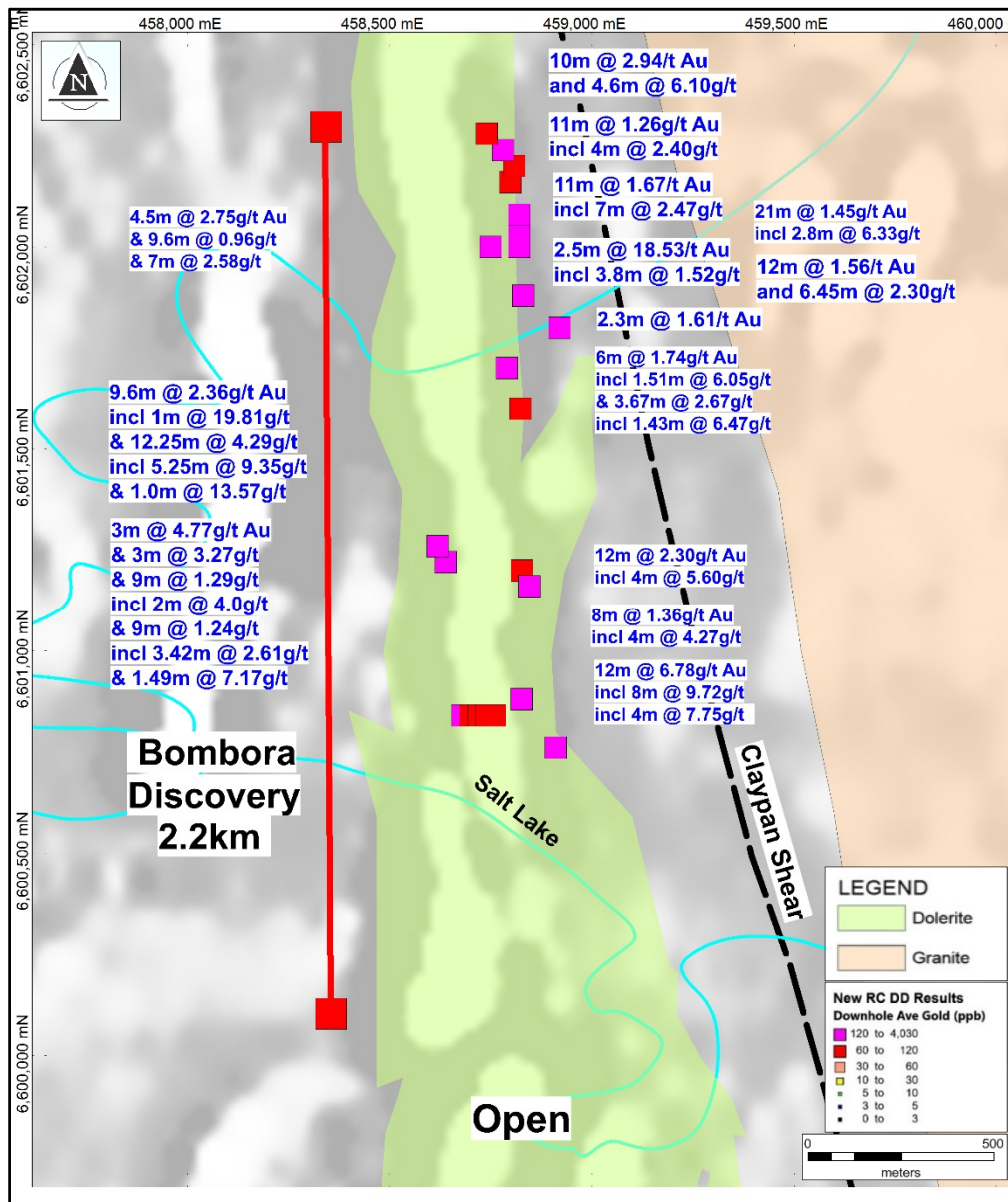 E
458,000 mE
458,500 mE
459,000 mE
459,500 mE
460,0
6,602,500 mN
6,602,000 mN
6,601,500 mN
6,601,000 mN
6,600,500 mN
6,600,000 mN
N
10m @ 2.94/t Au
and 4.6m @ 6.10g/t
11m @ 1.26g/t Au
incl 4m @ 2.40g/t
11m @ 1.67/t Au
incl 7m @ 2.47g/t
2.5m @ 18.53/t Au
incl 3.8m @ 1.52g/t
21m @ 1.45g/t Au
incl 2.8m @ 6.33g/t
12m @ 1.56/t Au
and 6.45m @ 2.30g/t
2.3m @ 1.61/t Au
6m @ 1.74g/t Au
incl 1.51m @ 6.05g/t
& 3.67m @ 2.67g/t
incl 1.43m @ 6.47g/t
4.5m @ 2.75g/t Au
& 9.6m @ 0.96g/t
& 7m @ 2.58g/t
9.6m @ 2.36g/t Au
incl 1m @ 19.81g/t
& 12.25m @ 4.29g/t
incl 5.25m @ 9.35g/t
& 1.0m @ 13.57g/t
3m @ 4.77g/t Au
& 3m @ 3.27g/t
& 9m @ 1.29g/t
incl 2m @ 4.0g/t
& 9m @ 1.24g/t
incl 3.42m @ 2.61g/t
& 1.49m @ 7.17g/t
12m @ 2.30g/t Au
incl 4m @ 5.60g/t
8m @ 1.36g/t Au
incl 4m @ 4.27g/t
12m @ 6.78g/t Au
incl 8m @ 9.72g/t
incl 4m @ 7.75g/t
Bombora
Discovery
2.2km
Salt Lake
Claypan Shear
Open
LEGEND
Dolerite
Granite
New RC DD Results
Downhole Ave Gold (ppb)
120 to 4,030
60 to 120
30 to 60
10 to 30
5 to 10
3 to 5
0 to 3
0 500
meters